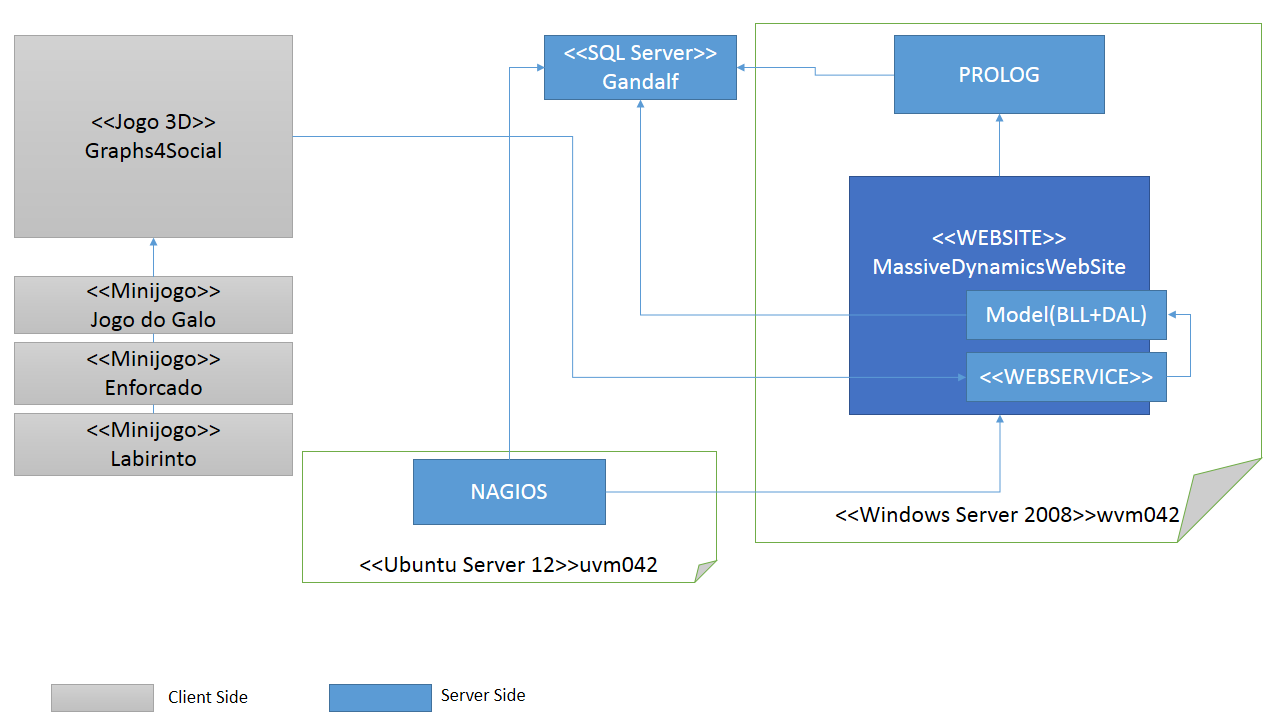 <<Jogo 3D>>
Graphs4Social
<<Minijogo>>
Jogo do Galo
<<Minijogo>>
Enforcado
<<Minijogo>>
Labirinto
<<SQL Server>>
Gandalf
PROLOG
<<WEBSITE>>
MassiveDynamicsWebSite
Model(BLL+DAL)
<<WEBSERVICE>>
NAGIOS
<<Ubuntu Server 12>>uvm042
<<Windows Server 2008>>wvm042
Client Side
Server Side